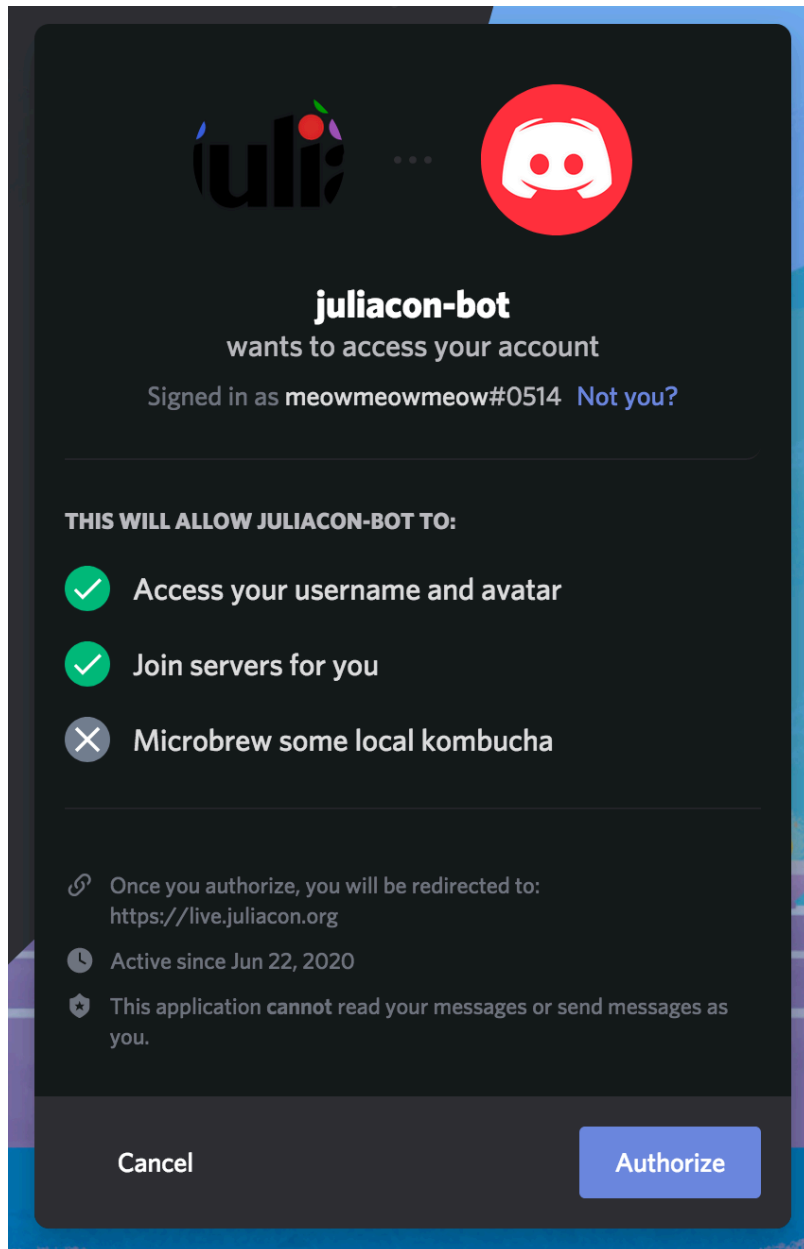 juliacon-bot
wants to access your account
Signed in as meowmeowmeow#0514 Not you?
THIS WILL ALLOW JULIACON-BOT TO:
Access your username and avatar
Join servers for you
Microbrew some local kombucha
Once you authorize, you will be redirected to:
https://live.juliacon.org
Active since Jun 22, 2020
This application cannot read your messages or send messages as
you.
Cancel
Authorize